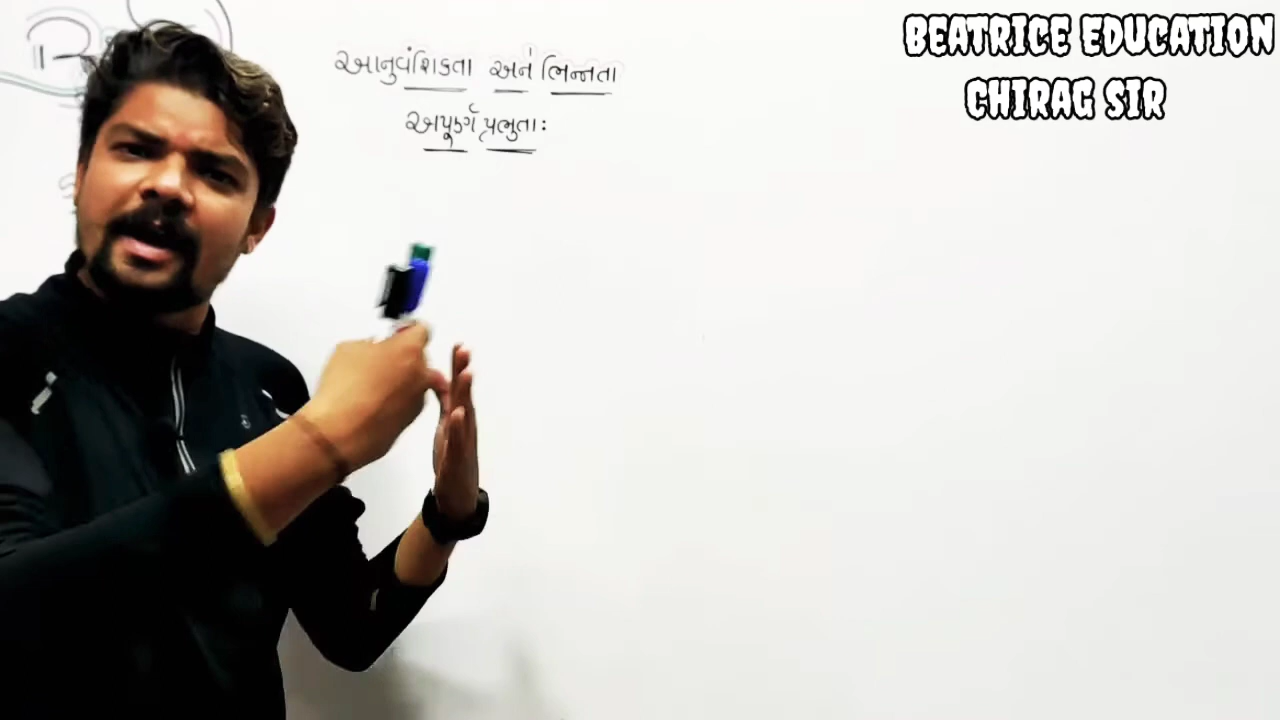 BEATRICE EDUCATION
CHIRAG SIR
આનુવંશિકતા અને ભિન્નતા
અપૂર્ણ પ્રભુતા :